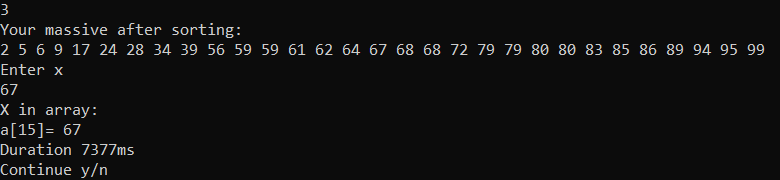 3
Your massive after sorting:
2 5 6 9 17 24 28 34 39 56 59 59 61 62 64 67 68 68 72 79 79 80 80 83 85 86 89 94 95 99
Enter x
67
X in array:
a[15]= 67
Duration 7377ms
Continue y/n